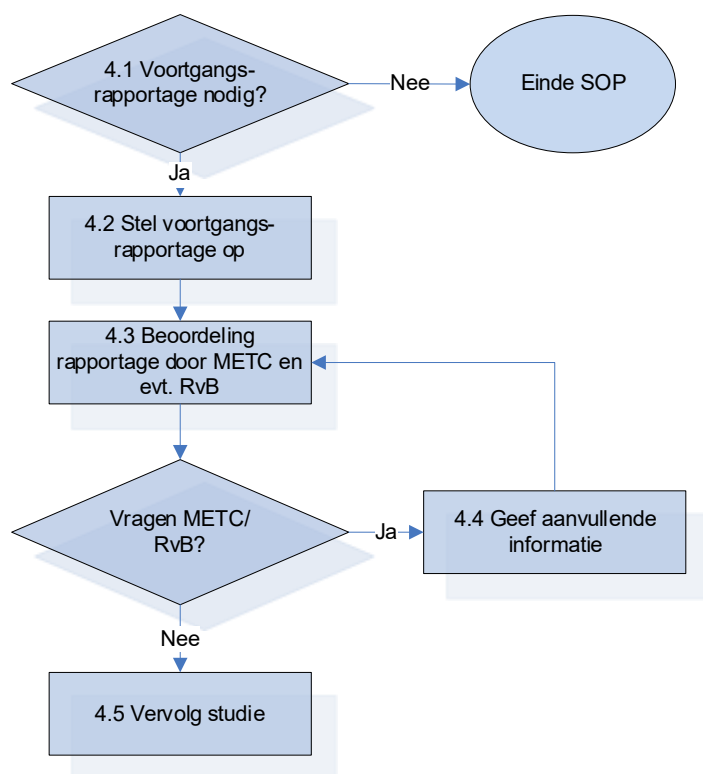 4.1 Voortgangs-
rapportage nodig?
Nee
Einde SOP
Ja
4.2 Stel voortgangs-
rapportage op
4.3 Beoordeling
rapportage door METC en
evt. RvB
Vragen METC/
RvB?
Ja
4.4 Geef aanvullende
informatie
Nee
4.5 Vervolg studie